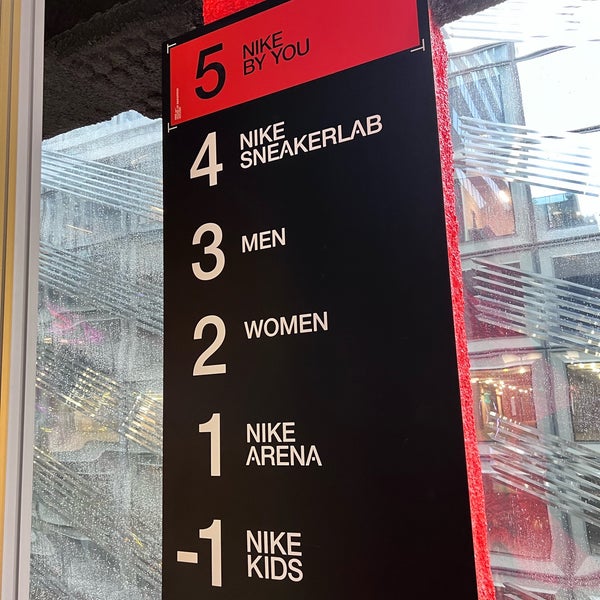 5 NIKE
BY YOU
4 NIKE
SNEAKERLAB
3 MEN
2 WOMEN
1 NIKE
ARENA
-1 NIKE
KIDS